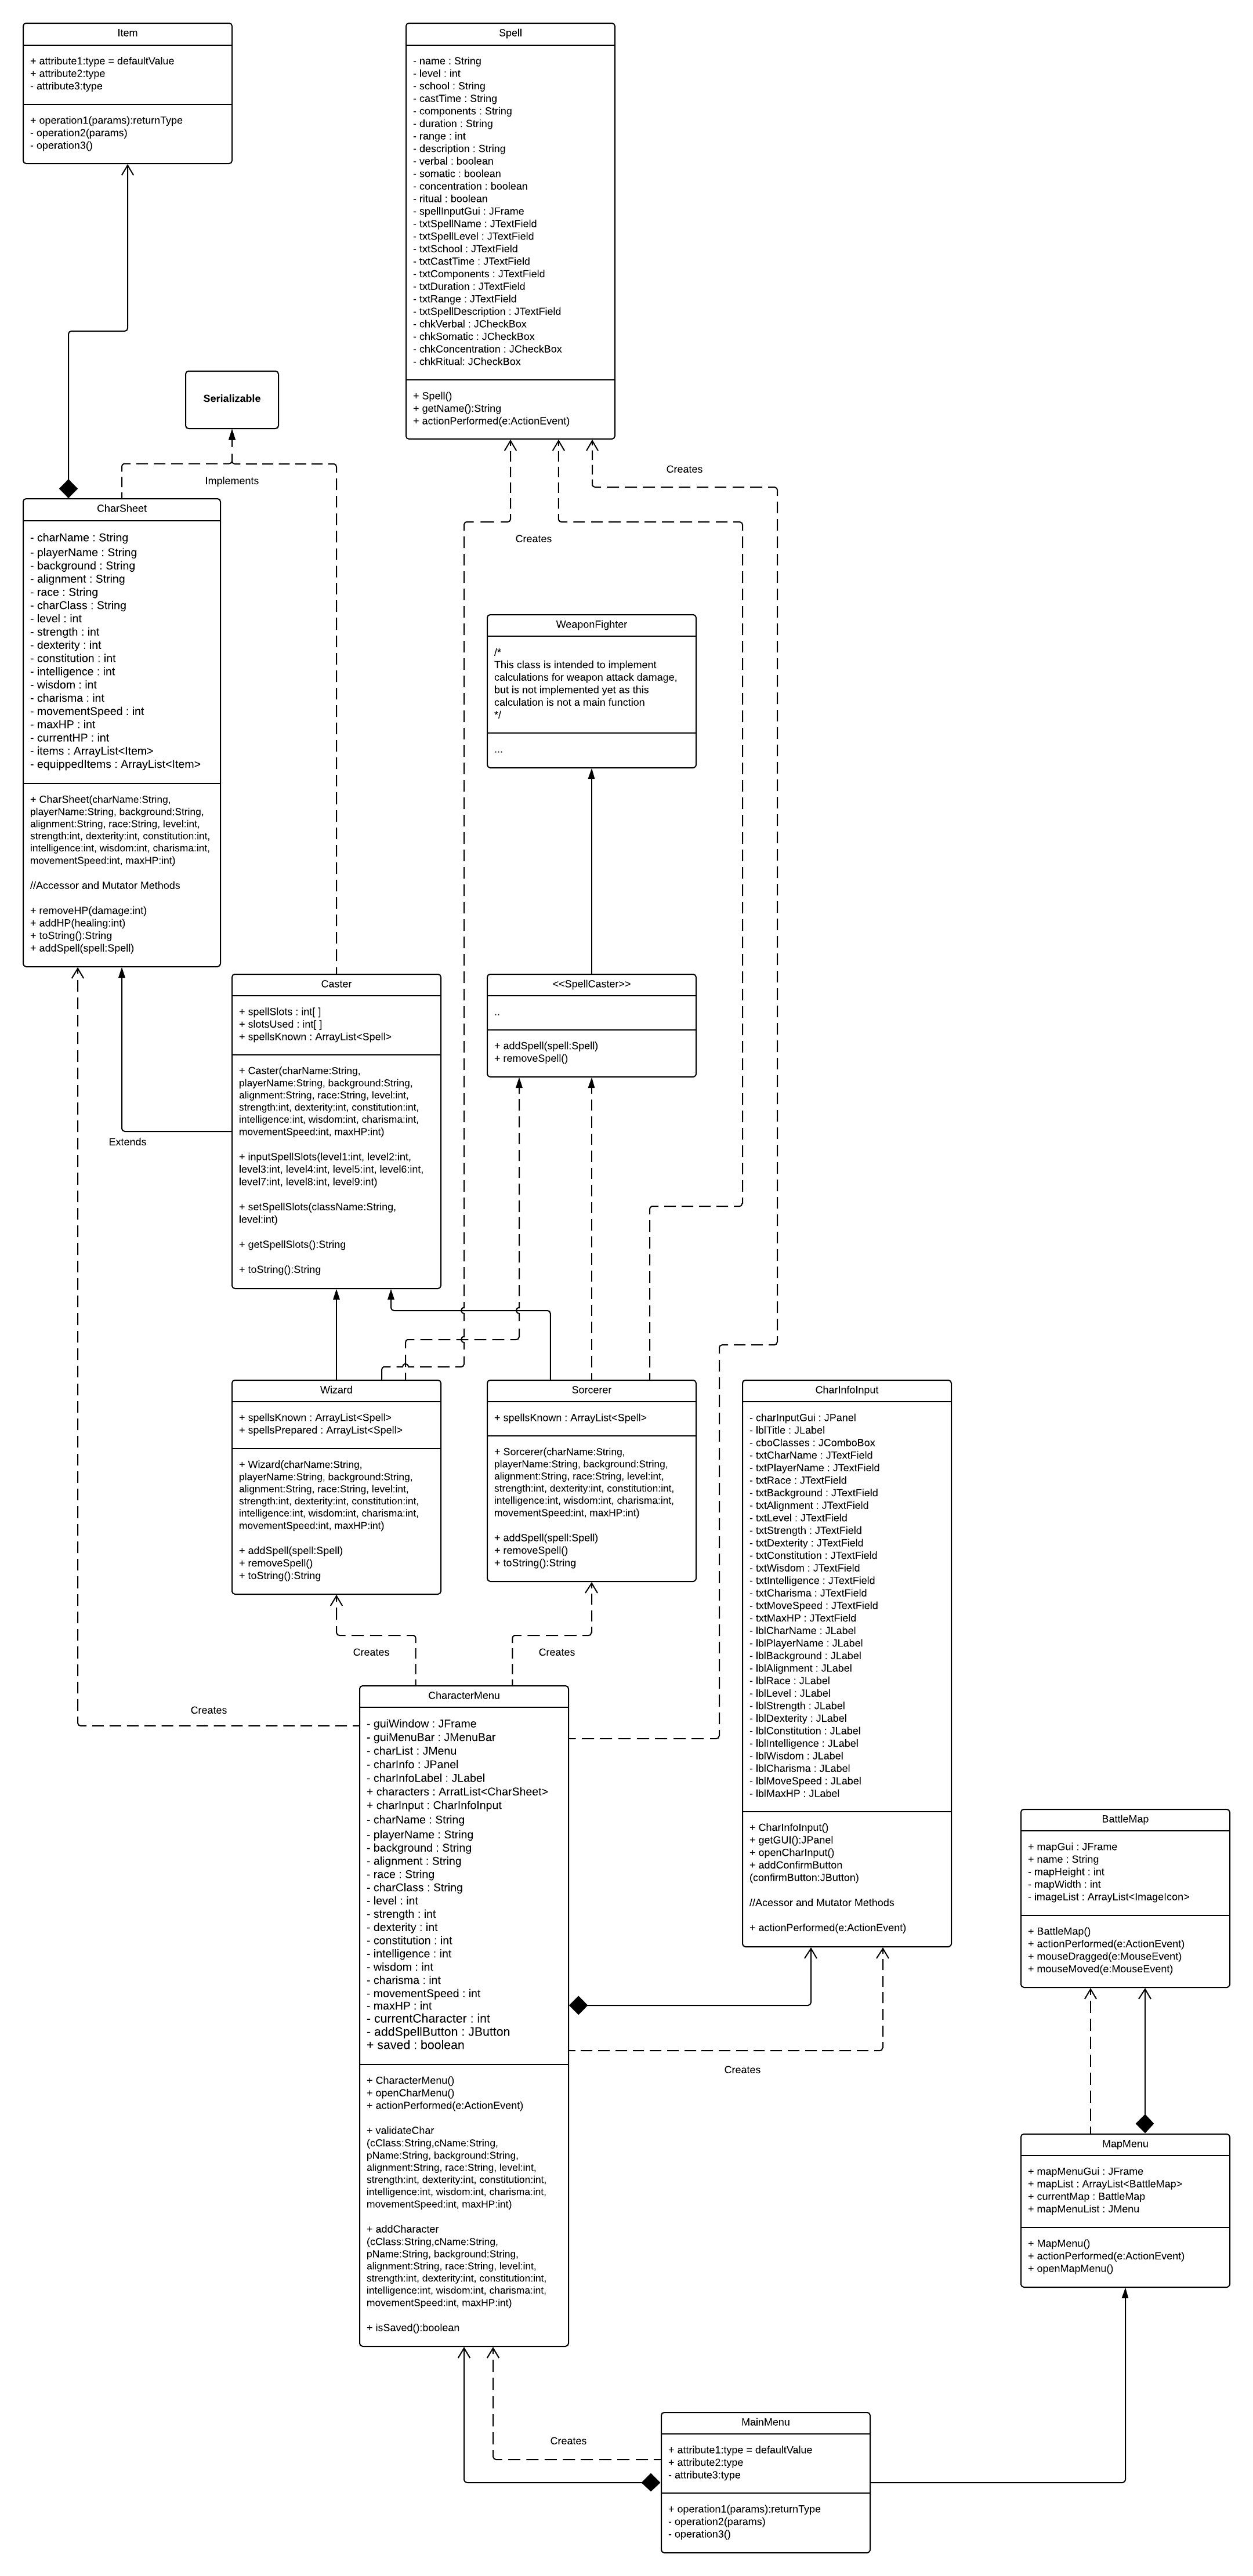 Item
+ attribute1:type = defaultValue
+ attribute2:type
- attribute3:type
+ operation1(params):returnType
- operation2(params)
- operation3()
Spell
- name : String
- level : int
- school : String
- castTime : String
- components : String
- duration : String
- range : int
- description : String
- verbal : boolean
- somatic : boolean
- concentration : boolean
- ritual : boolean
- spellInputGui : JFrame
- txtSpellName : JTextField
- txtSpellLevel : JTextField
- txtSchool : JTextField
- txtCastTime : JTextField
- txtComponents : JTextField
- txtDuration : JTextField
- txtRange : JTextField
- txtSpellDescription : JTextField
- chkVerbal : JCheckBox
- chkSomatic : JCheckBox
- chkConcentration : JCheckBox
- chkRitual: JCheckBox
+ Spell()
+ getName():String
+ actionPerformed(e:ActionEvent)
Serializable
Implements
Creates
Creates
CharSheet
- charName : String
- playerName : String
- background : String
- alignment : String
- race : String
- charClass : String
- level : int
- strength : int
- dexterity : int
- constitution : int
- intelligence : int
- wisdom : int
- charisma : int
- movementSpeed : int
- maxHP : int
- currentHP : int
- items : ArrayList<Item>
- equippedItems : ArrayList<Item>
+ CharSheet(charName:String,
playerName:String, background:String,
alignment:String, race:String, level:int,
strength:int, dexterity:int, constitution:int,
intelligence:int, wisdom:int, charisma:int,
movementSpeed:int, maxHP:int)
//Accessor and Mutator Methods
+ removeHP(damage:int)
+ addHP(healing:int)
+ toString():String
+ addSpell(spell:Spell)
WeaponFighter
/*
This class is intended to implement
calculations for weapon attack damage,
but is not implemented yet as this
calculation is not a main function
*/
...
Caster
+ spellSlots : int[ ]
+ slotsUsed : int[ ]
+ spellsKnown : ArrayList<Spell>
+ Caster(charName:String,
playerName:String, background:String,
alignment:String, race:String, level:int,
strength:int, dexterity:int, constitution:int,
intelligence:int, wisdom:int, charisma:int,
movementSpeed:int, maxHP:int)
+ inputSpellSlots(level1:int, level2:int,
level3:int, level4:int, level5:int, level6:int,
level7:int, level8:int, level9:int)
+ setSpellSlots(className:String,
level:int)
+ getSpellSlots():String
+ toString():String
<<SpellCaster>>
..
+ addSpell(spell:Spell)
+ removeSpell()
Extends
Wizard
+ spellsKnown : ArrayList<Spell>
+ spellsPrepared : ArrayList<Spell>
+ Wizard(charName:String,
playerName:String, background:String,
alignment:String, race:String, level:int,
strength:int, dexterity:int, constitution:int,
intelligence:int, wisdom:int, charisma:int,
movementSpeed:int, maxHP:int)
+ addSpell(spell:Spell)
+ removeSpell()
+ toString():String
Sorcerer
+ spellsKnown : ArrayList<Spell>
+ Sorcerer(charName:String,
playerName:String, background:String,
alignment:String, race:String, level:int,
strength:int, dexterity:int, constitution:int,
intelligence:int, wisdom:int, charisma:int,
movementSpeed:int, maxHP:int)
+ addSpell(spell:Spell)
+ removeSpell()
+ toString():String
CharInfoInput
- charInputGui : JPanel
- lblTitle : JLabel
- cboClasses : JComboBox
- txtCharName : JTextField
- txtPlayerName : JTextField
- txtRace : JTextField
- txtBackground : JTextField
- txtAlignment : JTextField
- txtLevel : JTextField
- txtStrength : JTextField
- txtDexterity : JTextField
- txtConstitution : JTextField
- txtWisdom : JTextField
- txtIntelligence : JTextField
- txtCharisma : JTextField
- txtMoveSpeed : JTextField
- txtMaxHP : JTextField
- lblCharName : JLabel
- lblPlayerName : JLabel
- lblBackground : JLabel
- lblAlignment : JLabel
- lblRace : JLabel
- lblLevel : JLabel
- lblStrength : JLabel
- lblDexterity : JLabel
- lblConstitution : JLabel
- lblIntelligence : JLabel
- lblWisdom : JLabel
- lblCharisma : JLabel
- lblMoveSpeed : JLabel
- lblMaxHP : JLabel
+ CharInfoInput()
+ getGUI():JPanel
+ openCharInput()
+ addConfirmButton
(confirmButton:JButton)
//Acessor and Mutator Methods
+ actionPerformed(e:ActionEvent)
Creates
Creates
Creates
CharacterMenu
- guiWindow : JFrame
- guiMenuBar : JMenuBar
- charList : JMenu
- charInfo : JPanel
- charInfoLabel : JLabel
+ characters : ArratList<CharSheet>
+ charInput : CharInfoInput
- charName : String
- playerName : String
- background : String
- alignment : String
- race : String
- charClass : String
- level : int
- strength : int
- dexterity : int
- constitution : int
- intelligence : int
- wisdom : int
- charisma : int
- movementSpeed : int
- maxHP : int
- currentCharacter : int
- addSpellButton : JButton
+ saved : boolean
+ CharacterMenu()
+ openCharMenu()
+ actionPerformed(e:ActionEvent)
+ validateChar
(cClass:String,cName:String,
pName:String, background:String,
alignment:String, race:String, level:int,
strength:int, dexterity:int, constitution:int,
intelligence:int, wisdom:int, charisma:int,
movementSpeed:int, maxHP:int)
+ addCharacter
(cClass:String,cName:String,
pName:String, background:String,
alignment:String, race:String, level:int,
strength:int, dexterity:int, constitution:int,
intelligence:int, wisdom:int, charisma:int,
movementSpeed:int, maxHP:int)
+ isSaved():boolean
Creates
BattleMap
+ mapGui : JFrame
+ name : String
- mapHeight : int
- mapWidth : int
- imageList : ArrayList<ImageIcon>
+ BattleMap()
+ actionPerformed(e:ActionEvent)
+ mouseDragged(e:MouseEvent)
+ mouseMoved(e:MouseEvent)
MapMenu
+ mapMenuGui : JFrame
+ mapList : ArrayList<BattleMap>
+ currentMap : BattleMap
+ mapMenuList : JMenu
+ MapMenu()
+ actionPerformed(e:ActionEvent)
+ openMapMenu()
Creates
MainMenu
+ attribute1:type = defaultValue
+ attribute2:type
- attribute3:type
+ operation1(params):returnType
- operation2(params)
- operation3()